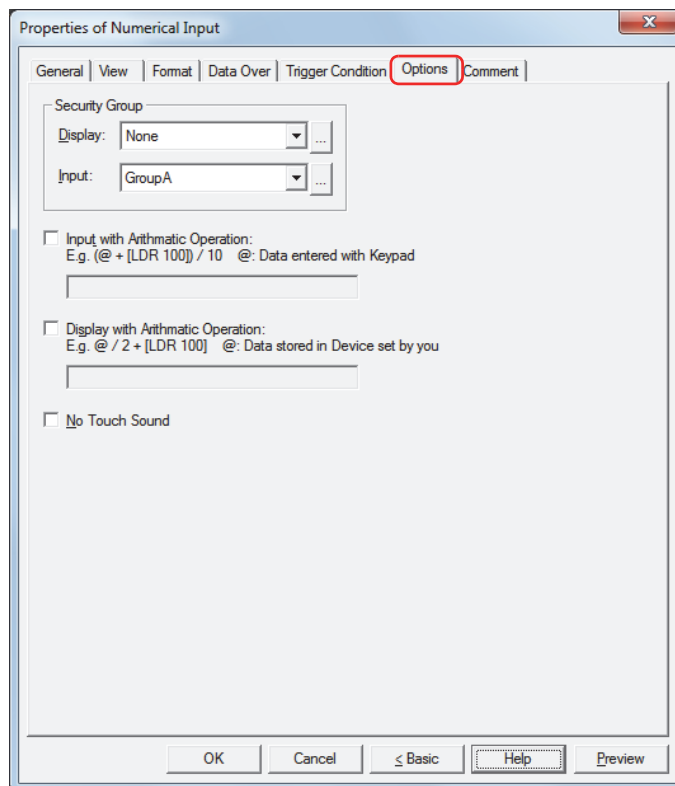 Properties of Numerical Input
x
General View Format Data Over Trigger Condition Options Comment
Security Group
Display: None ...
Input: GroupA ...
Input with Arithmatic Operation:
E.g. (@ + [LDR 100]) / 10 @: Data entered with Keypad
Display with Arithmatic Operation:
E.g. @ / 2 + [LDR 100] @: Data stored in Device set by you
No Touch Sound
OK Cancel < Basic Help Preview